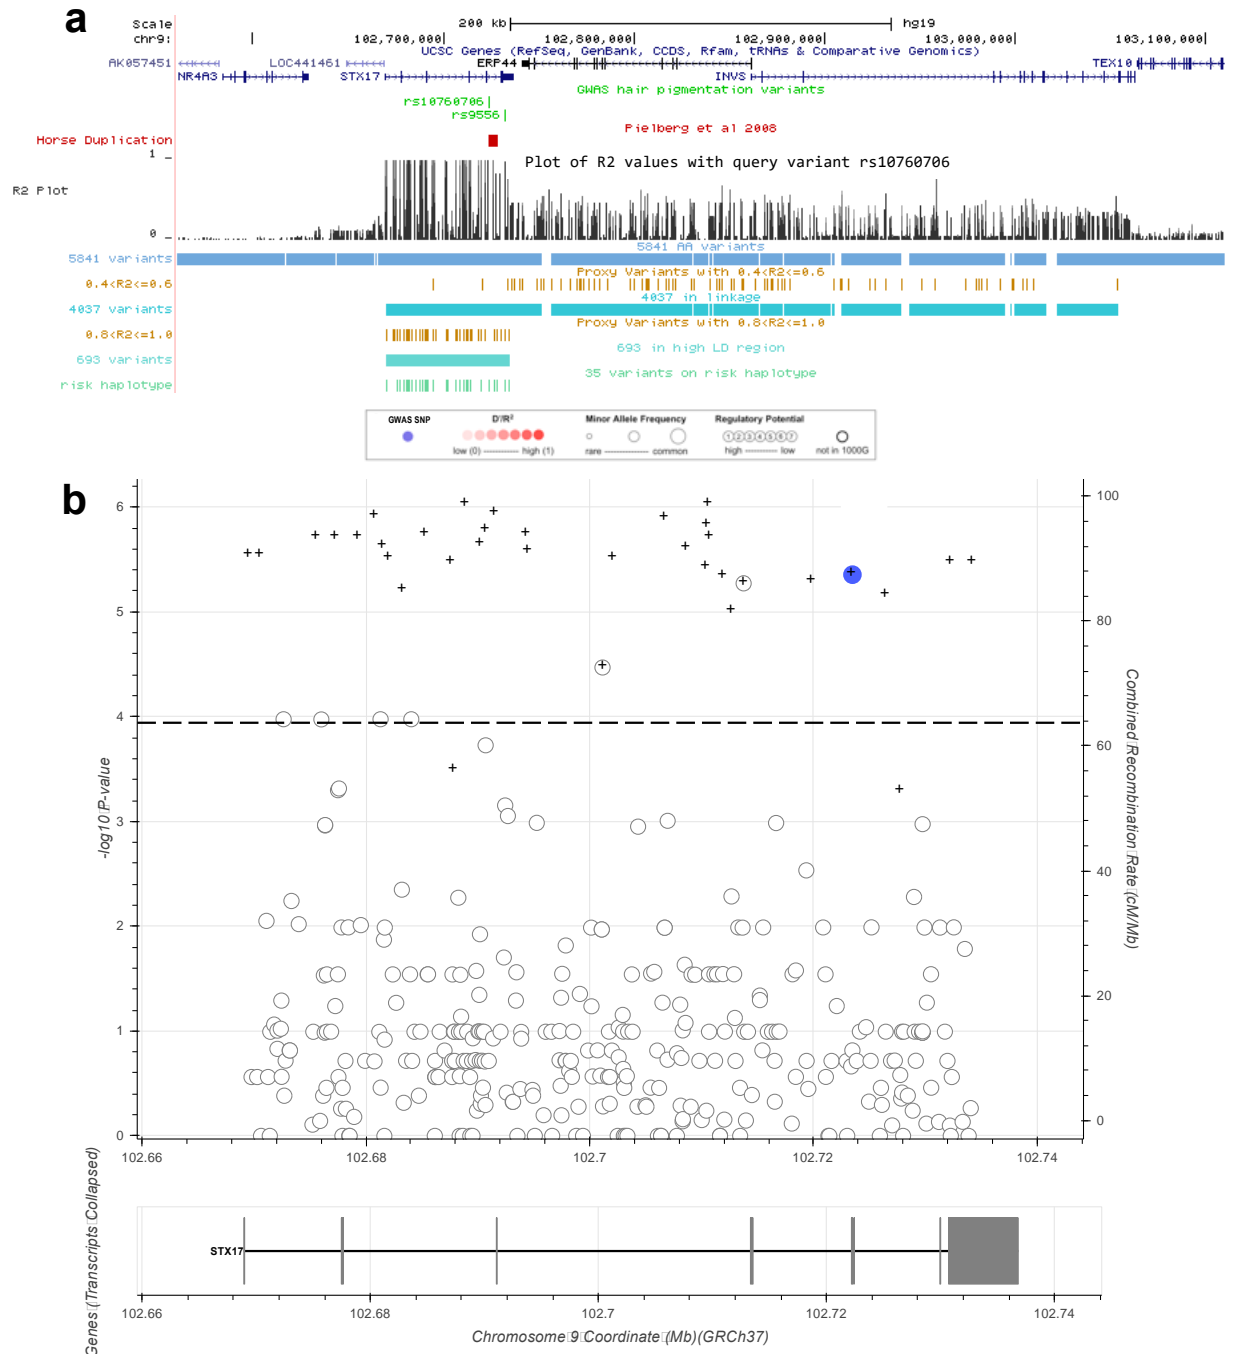 a
Scale 200 kb hg19
chr9: 102,700,000 102,800,000 102,900,000 103,000,000 103,100,000
UCSC Genes (RefSeq, GenBank, CCDS, Rfam, tRNAs & Comparative Genomics)
AK057451 LOC441461 ERP44 TEX10
NR4A3 STX17 INVS
GWAS hair pigmentation variants
rs10760706
rs9556
Pielberg et al 2008
Horse Duplication
1
Plot of R2 values with query variant rs10760706
R2 Plot
0
5841 AA variants
5841 variants
Proxy Variants with 0.4<R2<=0.6
0.4<R2<=0.6
4037 in linkage
4037 variants
Proxy Variants with 0.8<R2<=1.0
0.8<R2<=1.0
693 in high LD region
693 variants
35 variants on risk haplotype
risk haplotype
GWAS SNP D'/R² Minor Allele Frequency Regulatory Potential
1 2 3 4 5 6 7
low (0) high (1) rare common high low not in 1000G
b
6
5
4
3
2
1
0
-log10 P-value
100
80
60
40
20
0
Combined Recombination Rate (cM/Mb)
102.66 102.68 102.7 102.72 102.74
Genes (Transcripts Collapsed)
STX17
102.66 102.68 102.7 102.72 102.74
Chromosome 9 Coordinate (Mb)(GRCh37)